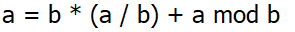 a = b * (a / b) + a mod b